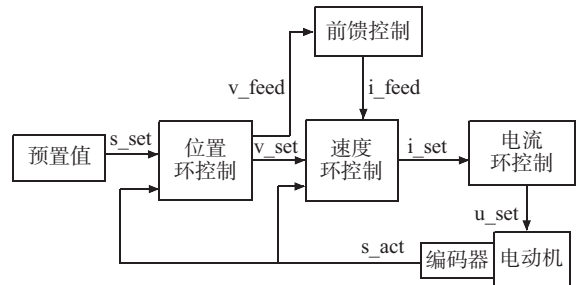 前馈控制
v_feed
i_feed
预置值
s_set
位置
环控制
v_set
速度
环控制
i_set
电流
环控制
u_set
s_act
编码器
电动机